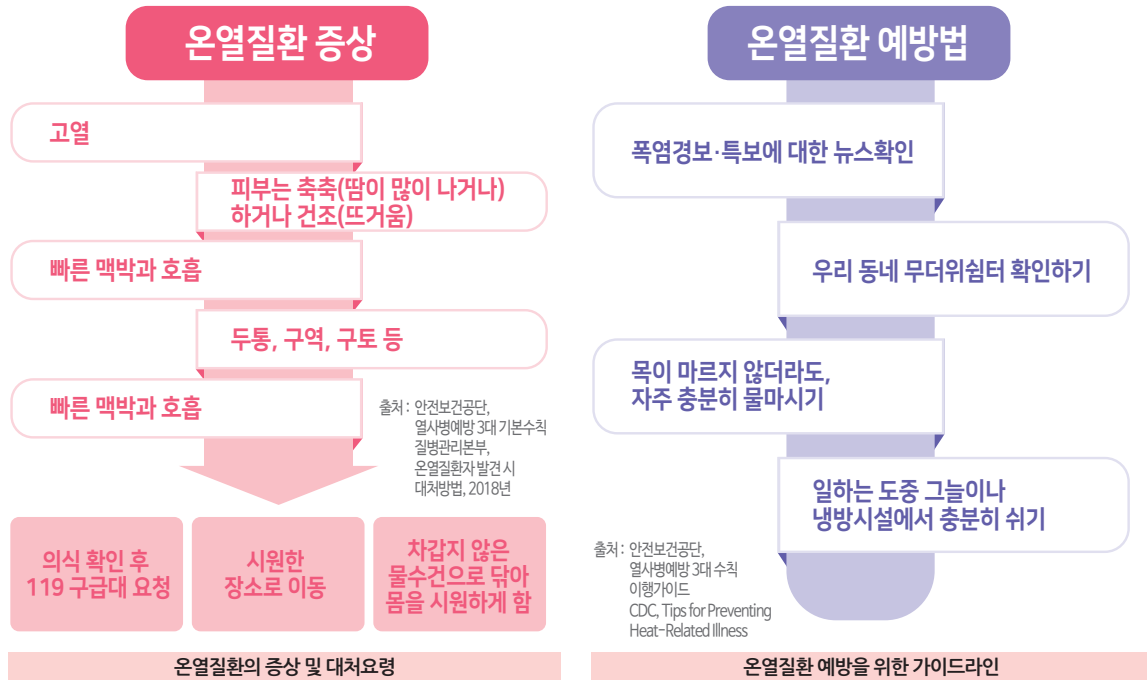 온열질환 증상
고열
피부는 축축(땀이 많이 나거나)
하거나 건조(뜨거움)
빠른 맥박과 호흡
두통, 구역, 구토 등
빠른 맥박과 호흡
출처 : 안전보건공단,
열사병예방 3대 기본수칙
질병관리본부,
온열질환자 발견 시
대처방법, 2018년
의식 확인 후
119 구급대 요청
시원한
장소로 이동
차갑지 않은
물수건으로 닦아
몸을 시원하게 함
온열질환의 증상 및 대처요령
온열질환 예방법
폭염경보·특보에 대한 뉴스확인
우리 동네 무더위쉼터 확인하기
목이 마르지 않더라도,
자주 충분히 물마시기
일하는 도중 그늘이나
냉방시설에서 충분히 쉬기
출처 : 안전보건공단,
열사병예방 3대 수칙
이행가이드
CDC, Tips for Preventing
Heat-Related Illness
온열질환 예방을 위한 가이드라인